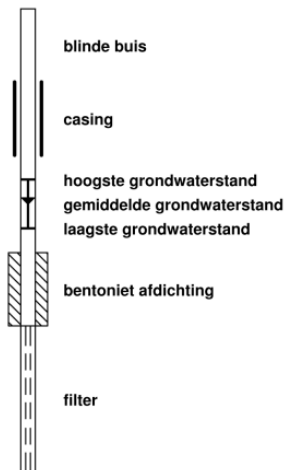 blinde buis
casing
hoogste grondwaterstand
gemiddelde grondwaterstand
laagste grondwaterstand
bentoniet afdichting
filter